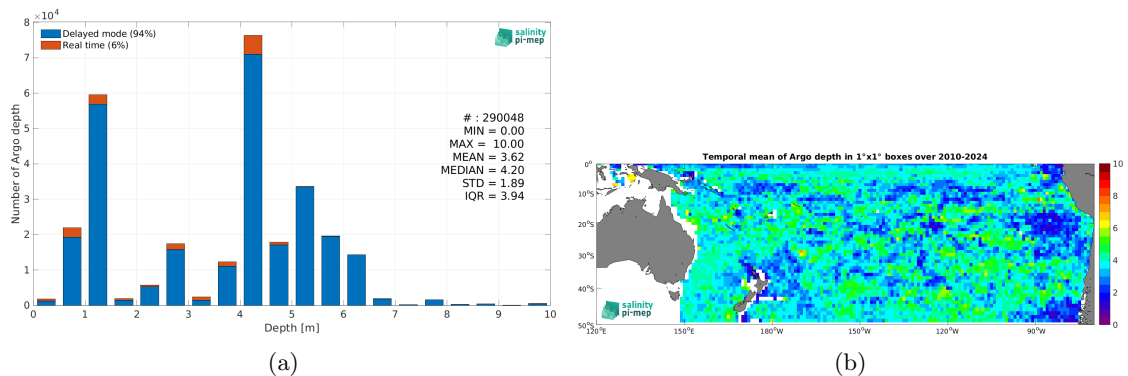 ×10⁴
Delayed mode (94%)
Real time (6%)
salinity
pi-mep
Number of Argo depth
8
7
6
5
4
3
2
1
0
# : 290048
MIN = 0.00
MAX = 10.00
MEAN = 3.62
MEDIAN = 4.20
STD = 1.89
IQR = 3.94
0 1 2 3 4 5 6 7 8 9 10
Depth [m]
(a)
Temporal mean of Argo depth in 1°x1° boxes over 2010-2024
0°
10°S
20°S
30°S
40°S
50°S
120°E 150°E 180°W 150°W 120°W 90°W
10
8
6
4
2
0
salinity
pi-mep
(b)